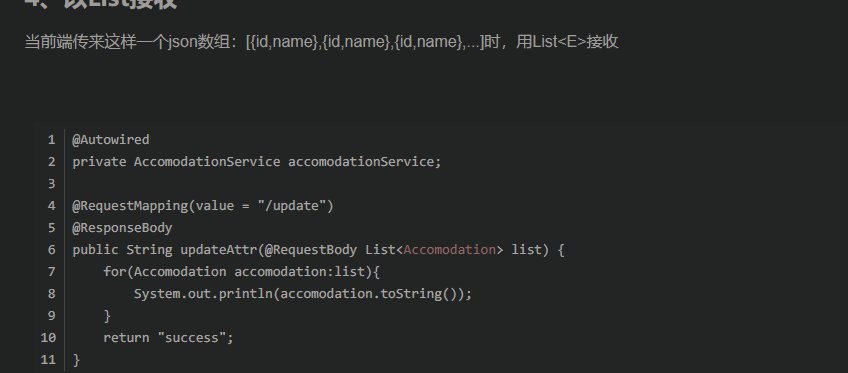 4、以List接收
当前端传来这样一个json数组：[{id,name},{id,name},{id,name},...]时，用List<E>接收
1 @Autowired
2 private AccomodationService accomodationService;
3
4 @RequestMapping(value = "/update")
5 @ResponseBody
6 public String updateAttr(@RequestBody List<Accomodation> list) {
7     for(Accomodation accomodation:list){
8         System.out.println(accomodation.toString());
9     }
10     return "success";
11 }